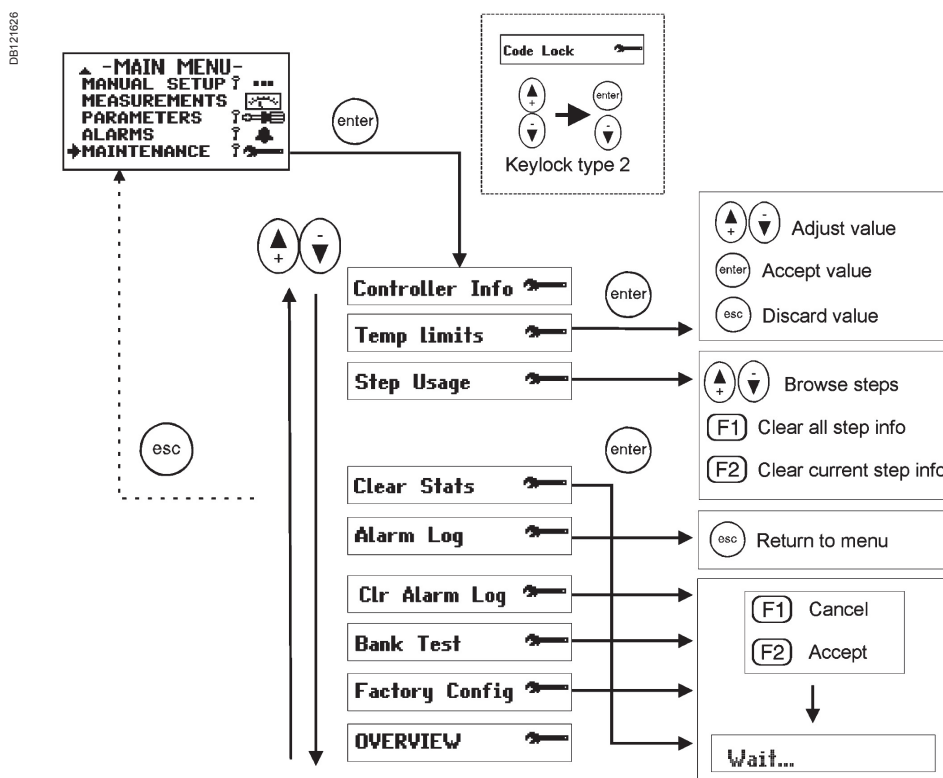 DB121626
-MAIN MENU-
MANUAL SETUP
MEASUREMENTS
PARAMETERS
ALARMS
MAINTENANCE
enter
Code Lock
+
-
enter
-
Keylock type 2
+
-
Controller Info
Temp limits
Step Usage
enter
+
-
Adjust value
enter Accept value
esc Discard value
+
-
Browse steps
F1 Clear all step info
F2 Clear current step info
esc
enter
Clear Stats
Alarm Log
Clr Alarm Log
Bank Test
Factory Config
OVERVIEW
esc Return to menu
F1 Cancel
F2 Accept
Wait...